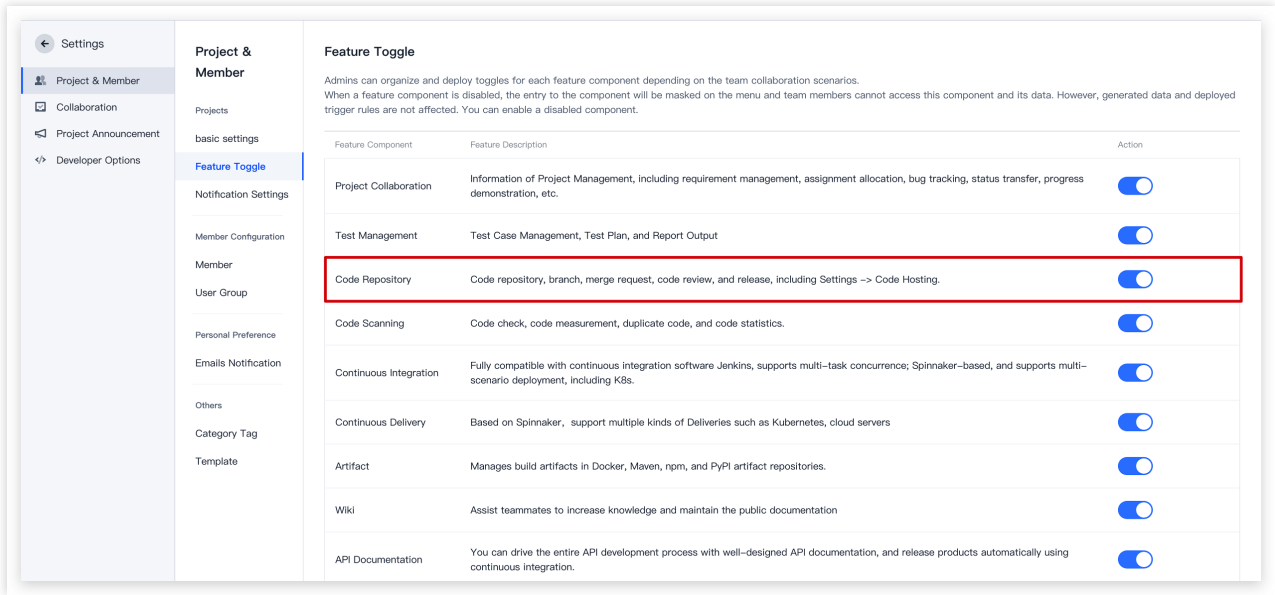 Settings
Project & Member
Collaboration
Project Announcement
Developer Options
Project &
Member
Projects
basic settings
Feature Toggle
Notification Settings
Member Configuration
Member
User Group
Personal Preference
Emails Notification
Others
Category Tag
Template
Feature Toggle
Admins can organize and deploy toggles for each feature component depending on the team collaboration scenarios.
When a feature component is disabled, the entry to the component will be masked on the menu and team members cannot access this component and its data. However, generated data and deployed
trigger rules are not affected. You can enable a disabled component.
Feature Component Feature Description Action
Project Collaboration Information of Project Management, including requirement management, assignment allocation, bug tracking, status transfer, progress
demonstration, etc.
Test Management Test Case Management, Test Plan, and Report Output
Code Repository Code repository, branch, merge request, code review, and release, including Settings -> Code Hosting.
Code Scanning Code check, code measurement, duplicate code, and code statistics.
Continuous Integration Fully compatible with continuous integration software Jenkins, supports multi-task concurrence; Spinnaker-based, and supports multi-
scenario deployment, including K8s.
Continuous Delivery Based on Spinnaker, support multiple kinds of Deliveries such as Kubernetes, cloud servers
Artifact Manages build artifacts in Docker, Maven, npm, and PyPI artifact repositories.
Wiki Assist teammates to increase knowledge and maintain the public documentation
API Documentation You can drive the entire API development process with well-designed API documentation, and release products automatically using
continuous integration.